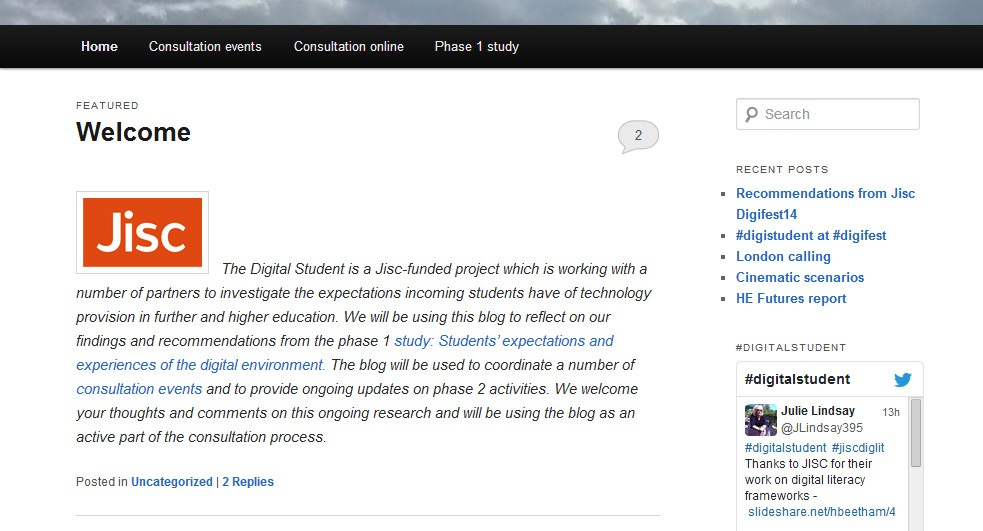 Home Consultation events Consultation online Phase 1 study
FEATURED
Welcome
2
Jisc
The Digital Student is a Jisc-funded project which is working with a
number of partners to investigate the expectations incoming students have of technology
provision in further and higher education. We will be using this blog to reflect on our
findings and recommendations from the phase 1 study: Students’ expectations and
experiences of the digital environment. The blog will be used to coordinate a number of
consultation events and to provide ongoing updates on phase 2 activities. We welcome
your thoughts and comments on this ongoing research and will be using the blog as an
active part of the consultation process.
Posted in Uncategorized | 2 Replies
Search
RECENT POSTS
Recommendations from Jisc
Digifest14
#digistudent at #digifest
London calling
Cinematic scenarios
HE Futures report
#DIGITALSTUDENT
#digitalstudent
Julie Lindsay 13h
@JLindsay395
#digitalstudent #jiscdiglit
Thanks to JISC for their
work on digital literacy
frameworks -
slideshare.net/hbeetham/4